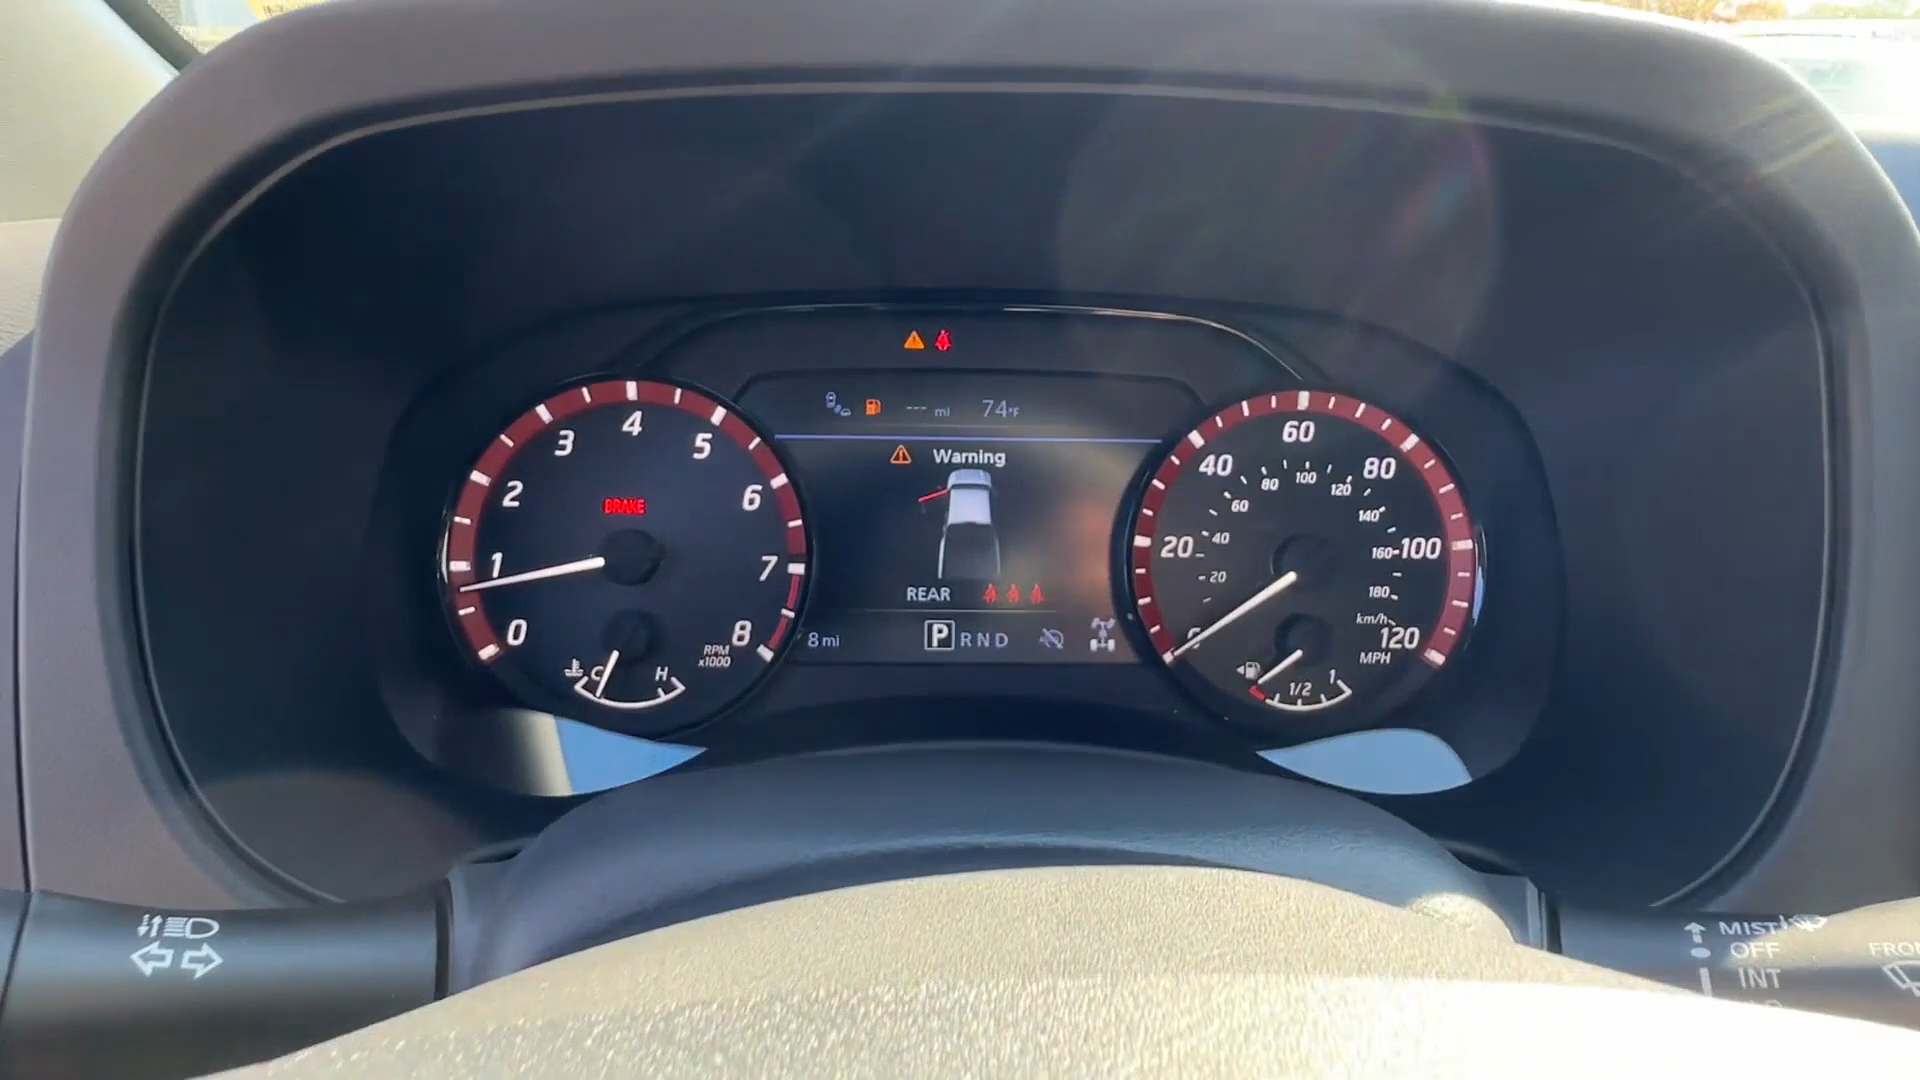 --- mi 74°F
Warning
REAR
8 mi P R N D
BRAKE
0 1 2 3 4 5 6 7 8
RPM
x1000
C H
0 20 40 60 80 100 120
20 40 60 80 100 120 140 160 180
km/h
MPH
1/2 1
MIST
OFF
INT